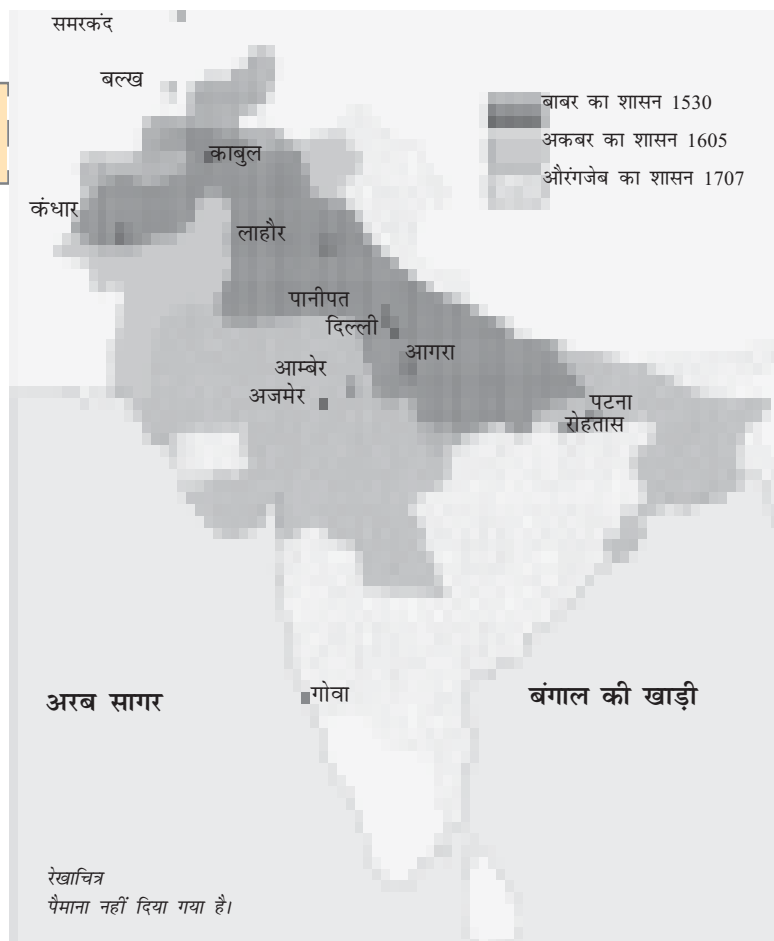 समरकंद
बल्ख
बाबर का शासन 1530
अकबर का शासन 1605
औरंगजेब का शासन 1707
काबुल
कंधार
लाहौर
पानीपत
दिल्ली
आगरा
आम्बेर
अजमेर
पटना
रोहतास
गोवा
अरब सागर
बंगाल की खाड़ी
रेखाचित्र
पैमाना नहीं दिया गया है।